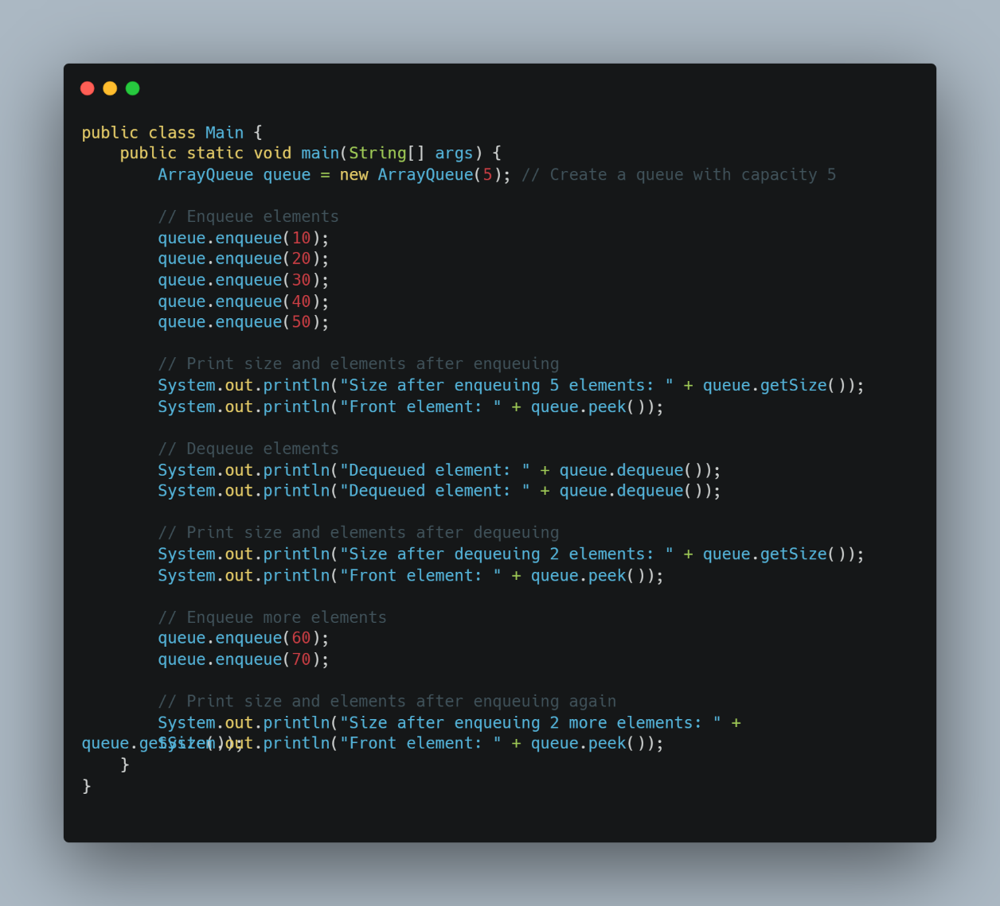 public class Main {
    public static void main(String[] args) {
        ArrayQueue queue = new ArrayQueue(5); // Create a queue with capacity 5

        // Enqueue elements
        queue.enqueue(10);
        queue.enqueue(20);
        queue.enqueue(30);
        queue.enqueue(40);
        queue.enqueue(50);

        // Print size and elements after enqueuing
        System.out.println("Size after enqueuing 5 elements: " + queue.getSize());
        System.out.println("Front element: " + queue.peek());

        // Dequeue elements
        System.out.println("Dequeued element: " + queue.dequeue());
        System.out.println("Dequeued element: " + queue.dequeue());

        // Print size and elements after dequeuing
        System.out.println("Size after dequeuing 2 elements: " + queue.getSize());
        System.out.println("Front element: " + queue.peek());

        // Enqueue more elements
        queue.enqueue(60);
        queue.enqueue(70);

        // Print size and elements after enqueuing again
        System.out.println("Size after enqueuing 2 more elements: " +
queue.getSize());
        System.out.println("Front element: " + queue.peek());
    }
}